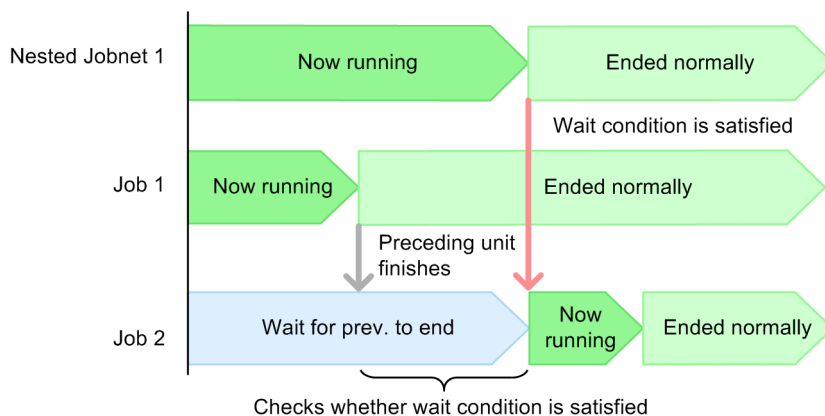 Nested Jobnet 1
Now running
Ended normally
Wait condition is satisfied
Job 1
Now running
Ended normally
Preceding unit
finishes
Job 2
Wait for prev. to end
Now
running
Ended normally
Checks whether wait condition is satisfied